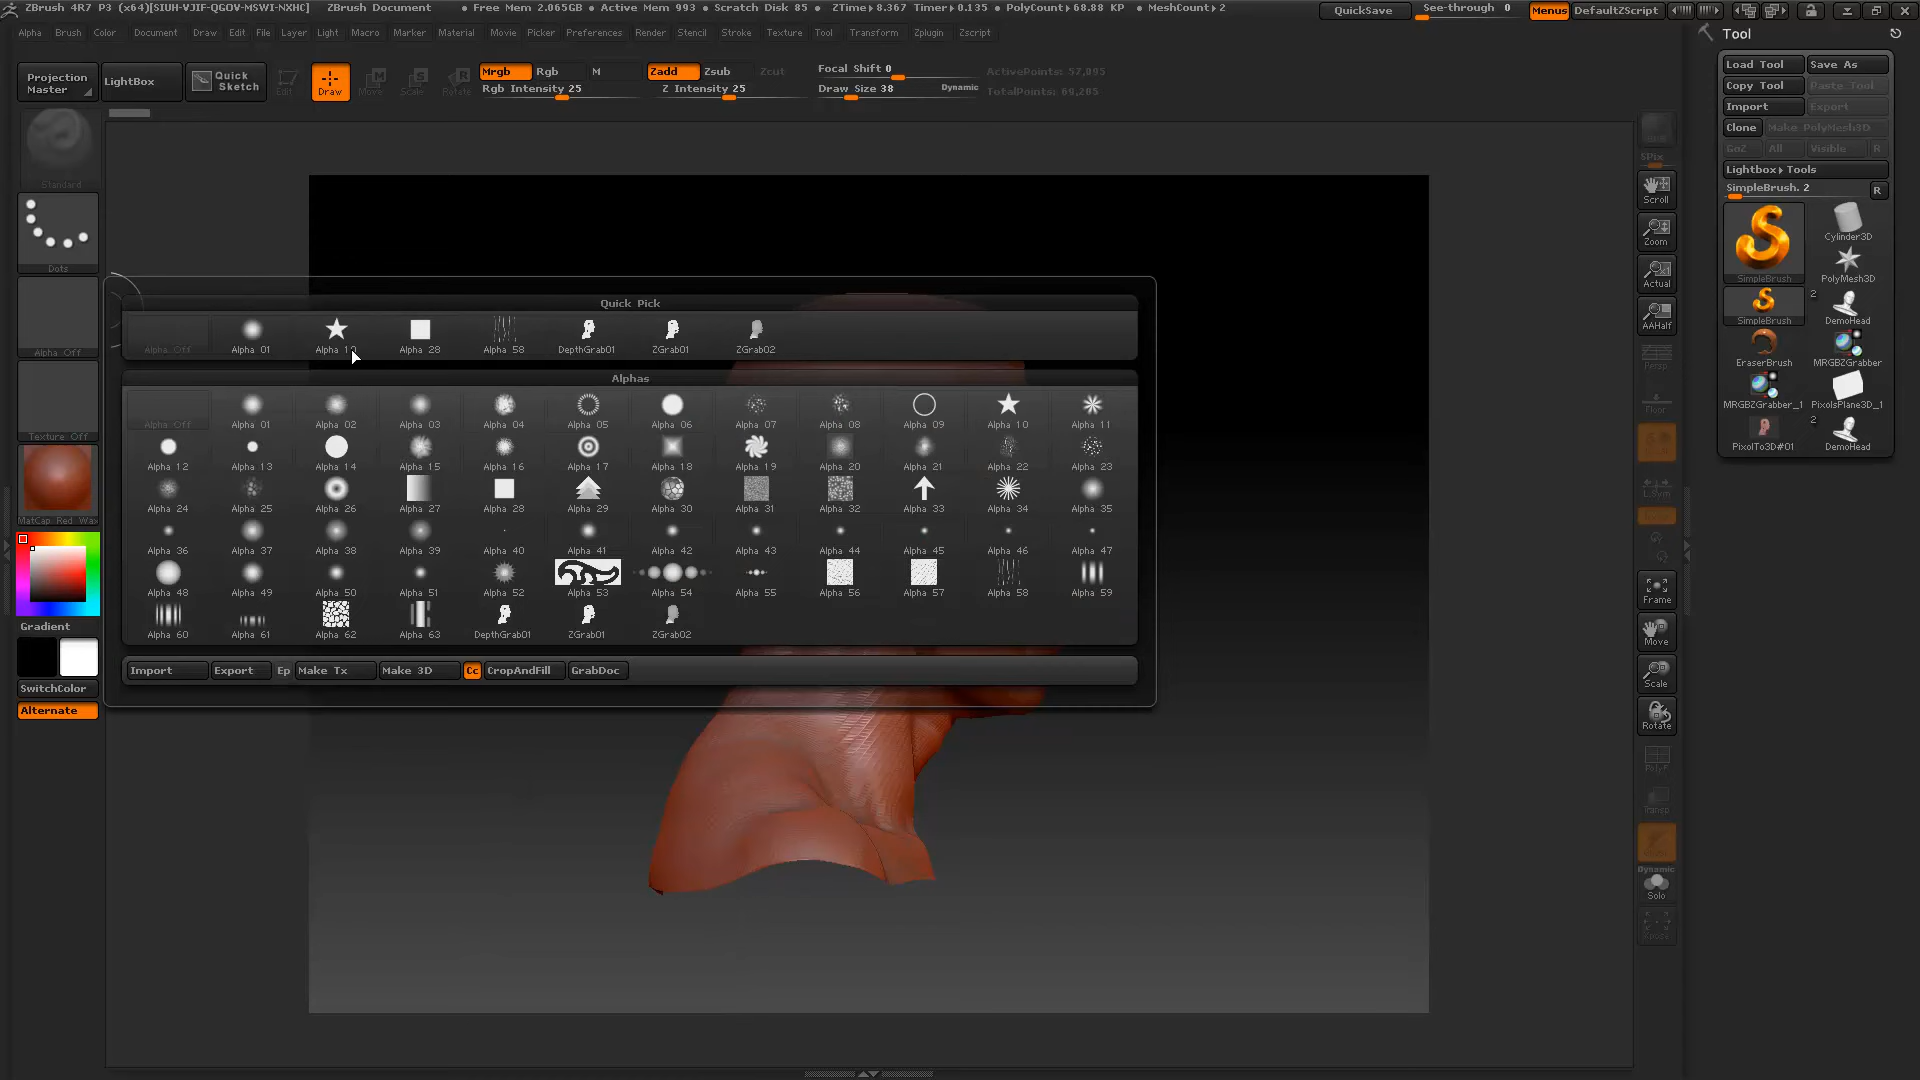 ZBrush 4R7 P3 (x64)[SIUH-VJIF-QGOV-MSWI-NXHC] ZBrush Document • Free Mem 2.065GB • Active Mem 993 • Scratch Disk 85 • ZTime▸8.367 Timer▸0.135 • PolyCount▸68.88 KP • MeshCount▸2 QuickSave See-through 0 Menus DefaultZScript
Alpha Brush Color Document Draw Edit File Layer Light Macro Marker Material Movie Picker Preferences Render Stencil Stroke Texture Tool Transform Zplugin Zscript
Tool
Projection Master
LightBox
Quick Sketch
Edit
Draw
Move
Scale
Rotate
Mrgb Rgb M
Rgb Intensity 25
Zadd Zsub Zcut
Z Intensity 25
Focal Shift 0
Draw Size 38 Dynamic
ActivePoints: 57,095
TotalPoints: 69,205
Load Tool Save As
Copy Tool Paste Tool
Import Export
Clone Make PolyMesh3D
GoZ All Visible R
Lightbox▸Tools
SimpleBrush. 2 R
SimpleBrush Cylinder3D
PolyMesh3D
SimpleBrush 2 DemoHead
EraserBrush MRGBZGrabber
MRGBZGrabber_1 PixolsPlane3D_1
PixolTo3D#01 2 DemoHead
Standard
Dots
Alpha Off
Texture Off
MatCap Red Wax
Gradient
SwitchColor
Alternate
Quick Pick
Alpha Off Alpha 01 Alpha 10 Alpha 28 Alpha 58 DepthGrab01 ZGrab01 ZGrab02
Alphas
Alpha Off Alpha 01 Alpha 02 Alpha 03 Alpha 04 Alpha 05 Alpha 06 Alpha 07 Alpha 08 Alpha 09 Alpha 10 Alpha 11
Alpha 12 Alpha 13 Alpha 14 Alpha 15 Alpha 16 Alpha 17 Alpha 18 Alpha 19 Alpha 20 Alpha 21 Alpha 22 Alpha 23
Alpha 24 Alpha 25 Alpha 26 Alpha 27 Alpha 28 Alpha 29 Alpha 30 Alpha 31 Alpha 32 Alpha 33 Alpha 34 Alpha 35
Alpha 36 Alpha 37 Alpha 38 Alpha 39 Alpha 40 Alpha 41 Alpha 42 Alpha 43 Alpha 44 Alpha 45 Alpha 46 Alpha 47
Alpha 48 Alpha 49 Alpha 50 Alpha 51 Alpha 52 Alpha 53 Alpha 54 Alpha 55 Alpha 56 Alpha 57 Alpha 58 Alpha 59
Alpha 60 Alpha 61 Alpha 62 Alpha 63 DepthGrab01 ZGrab01 ZGrab02
Import Export Ep Make Tx Make 3D Cc CropAndFill GrabDoc
SPix
Scroll
Zoom
Actual
AAHalf
Persp
Floor
L.Sym
Frame
Move
Scale
Rotate
PolyF
Transp
Dynamic
Solo